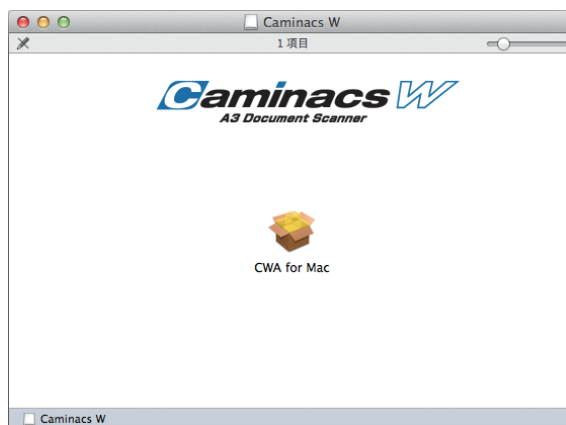 Caminacs W
1 項目
Caminacs W
A3 Document Scanner
CWA for Mac
Caminacs W